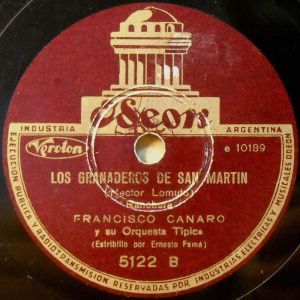 Odeon
INDUSTRIA ARGENTINA
Veroton
e 10189
LOS GRANADEROS DE SAN MARTIN
(Hector Lomuto)
Ranchera
FRANCISCO CANARO
y su Orquesta Típica
(Estribillo por Ernesto Famá)
5122 B
EJECUCION PUBLICA Y RADIOTRANSMISION RESERVADAS POR INDUSTRIAS ELECTRICAS Y MUSICALES ODEON